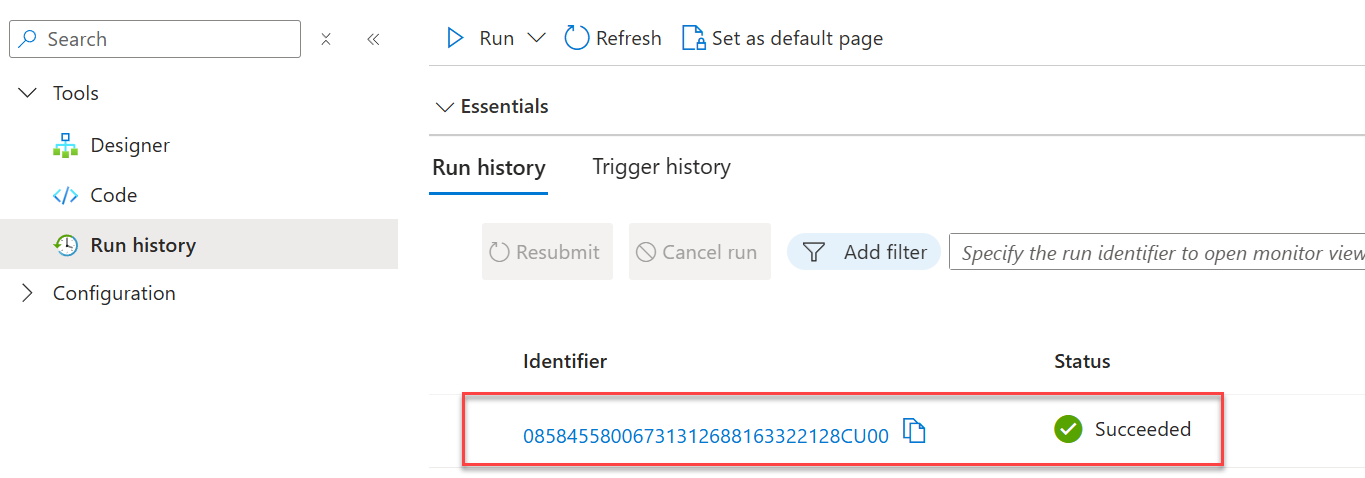 Search
Tools
Designer
Code
Run history
Configuration
Run Refresh Set as default page
Essentials
Run history Trigger history
Resubmit Cancel run Add filter Specify the run identifier to open monitor view
Identifier Status
08584558006731312688163322128CU00 Succeeded